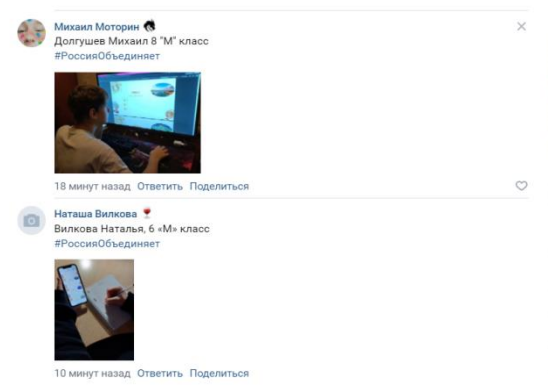 Михаил Моторин
Долгушев Михаил 8 "М" класс
#РоссияОбъединяет
18 минут назад Ответить Поделиться
Наташа Вилкова
Вилкова Наталья, 6 «М» класс
#РоссияОбъединяет
10 минут назад Ответить Поделиться